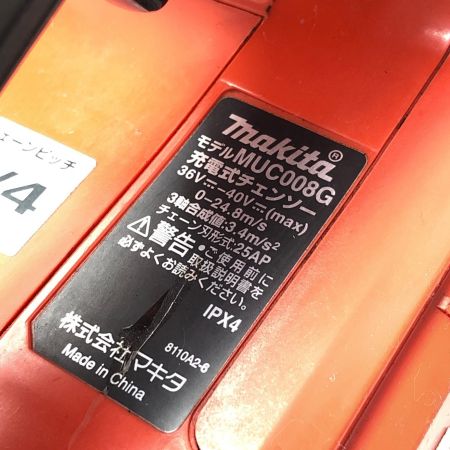 ェーンピッチ
/4
makita®
モデルMUC008G
充電式チェンソー
36V⎓–40V⎓(max)
0–24.8m/s
3軸合成値:3.4m/s²
チェーン刃形式:25AP
⚠警告 •ご使用前に
取扱説明書を
必ずよくお読みください。
IPX4
8110A2-6
株式会社マキタ
Made in China